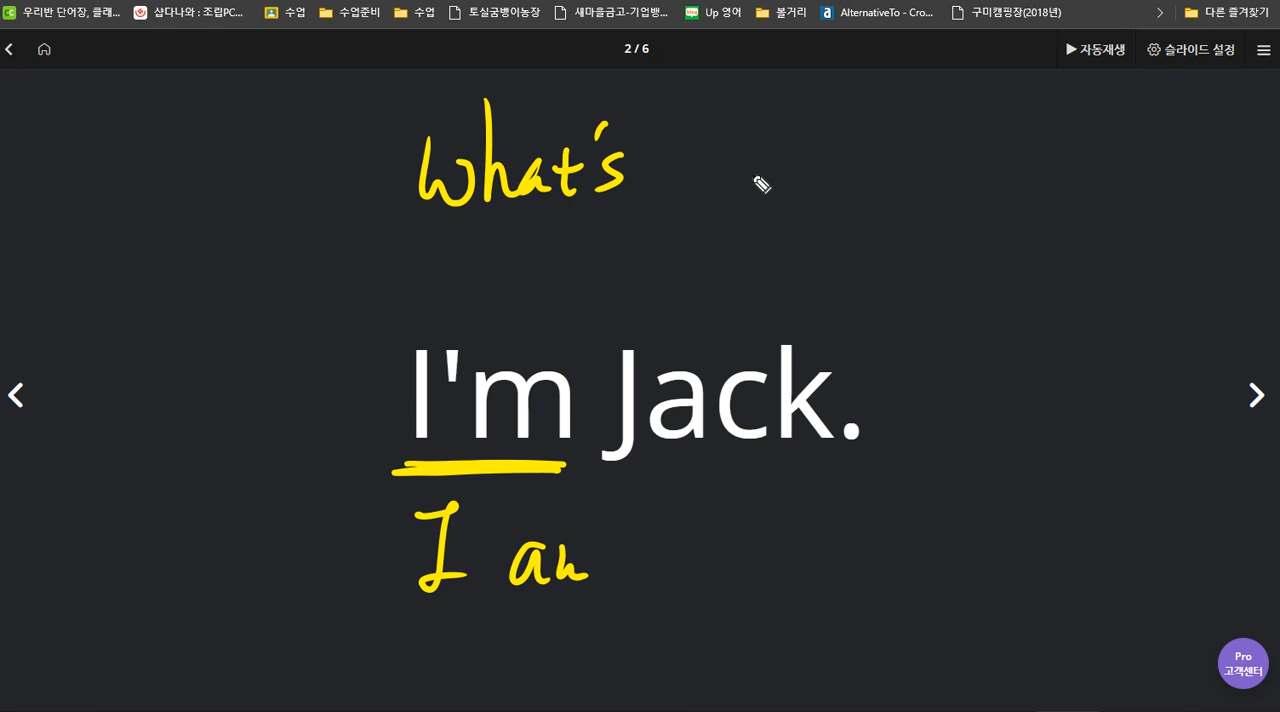 우리반 단어장, 클래... 샵다나와 : 조립PC... 수업 수업준비 수업 토실굼벵이농장 새마을금고-기업뱅... Up 영어 볼거리 AlternativeTo - Cro... 구미캠핑장(2018년) 다른 즐겨찾기
2 / 6 자동재생 슬라이드 설정
What's
I'm Jack.
I am
Pro
고객센터